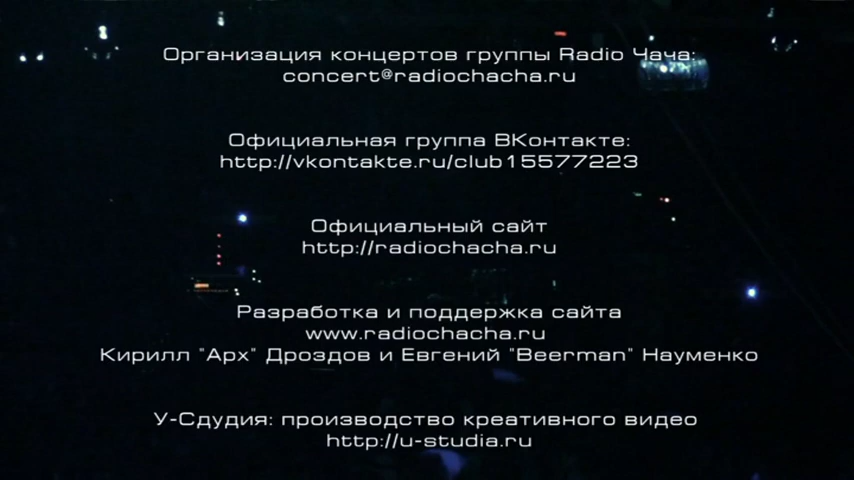 Организация концертов группы Radio Чача:
concert@radiochacha.ru
Официальная группа ВКонтакте:
http://vkontakte.ru/club15577223
Официальный сайт
http://radiochacha.ru
Разработка и поддержка сайта
www.radiochacha.ru
Кирилл "Арх" Дроздов и Евгений "Beerman" Науменко
У-Сдудия: производство креативного видео
http://u-studia.ru